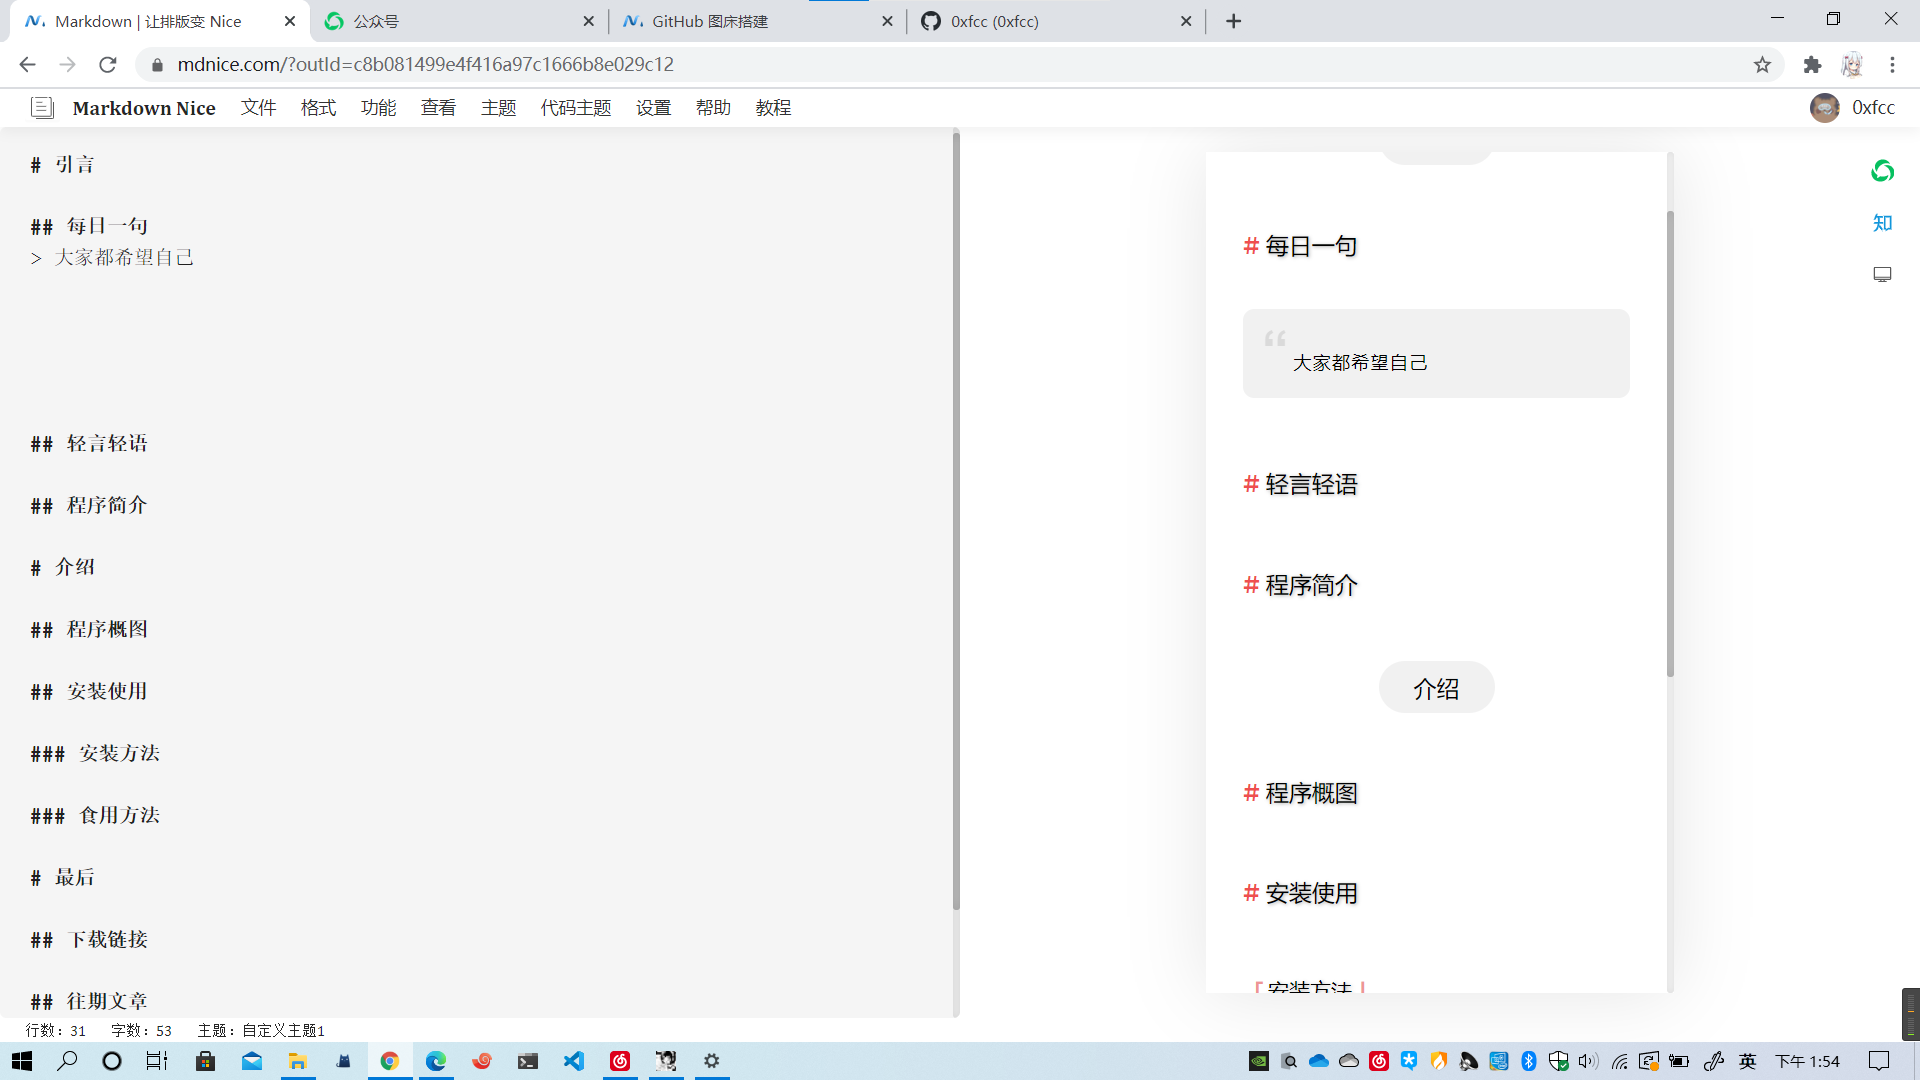 Markdown | 让排版变 Nice
公众号
GitHub 图床搭建
0xfcc (0xfcc)
mdnice.com/?outId=c8b081499e4f416a97c1666b8e029c12
Markdown Nice 文件 格式 功能 查看 主题 代码主题 设置 帮助 教程 0xfcc
# 引言
## 每日一句
> 大家都希望自己
## 轻言轻语
## 程序简介
# 介绍
## 程序概图
## 安装使用
### 安装方法
### 食用方法
# 最后
## 下载链接
## 往期文章
# 每日一句
“
大家都希望自己
# 轻言轻语
# 程序简介
介绍
# 程序概图
# 安装使用
「安装方法」
知
行数：31 字数：53 主题：自定义主题1
英 下午 1:54